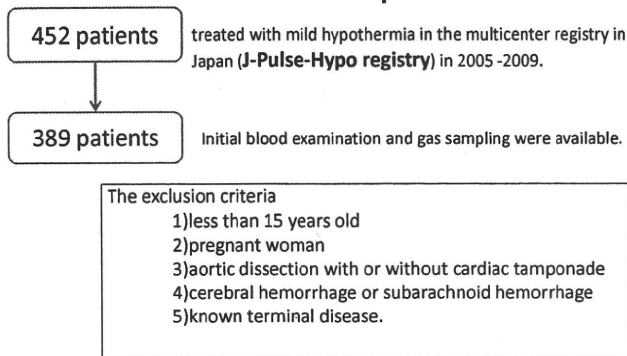 452 patients
treated with mild hypothermia in the multicenter registry in
Japan (J-Pulse-Hypo registry) in 2005 -2009.
389 patients
Initial blood examination and gas sampling were available.
The exclusion criteria
1)less than 15 years old
2)pregnant woman
3)aortic dissection with or without cardiac tamponade
4)cerebral hemorrhage or subarachnoid hemorrhage
5)known terminal disease.